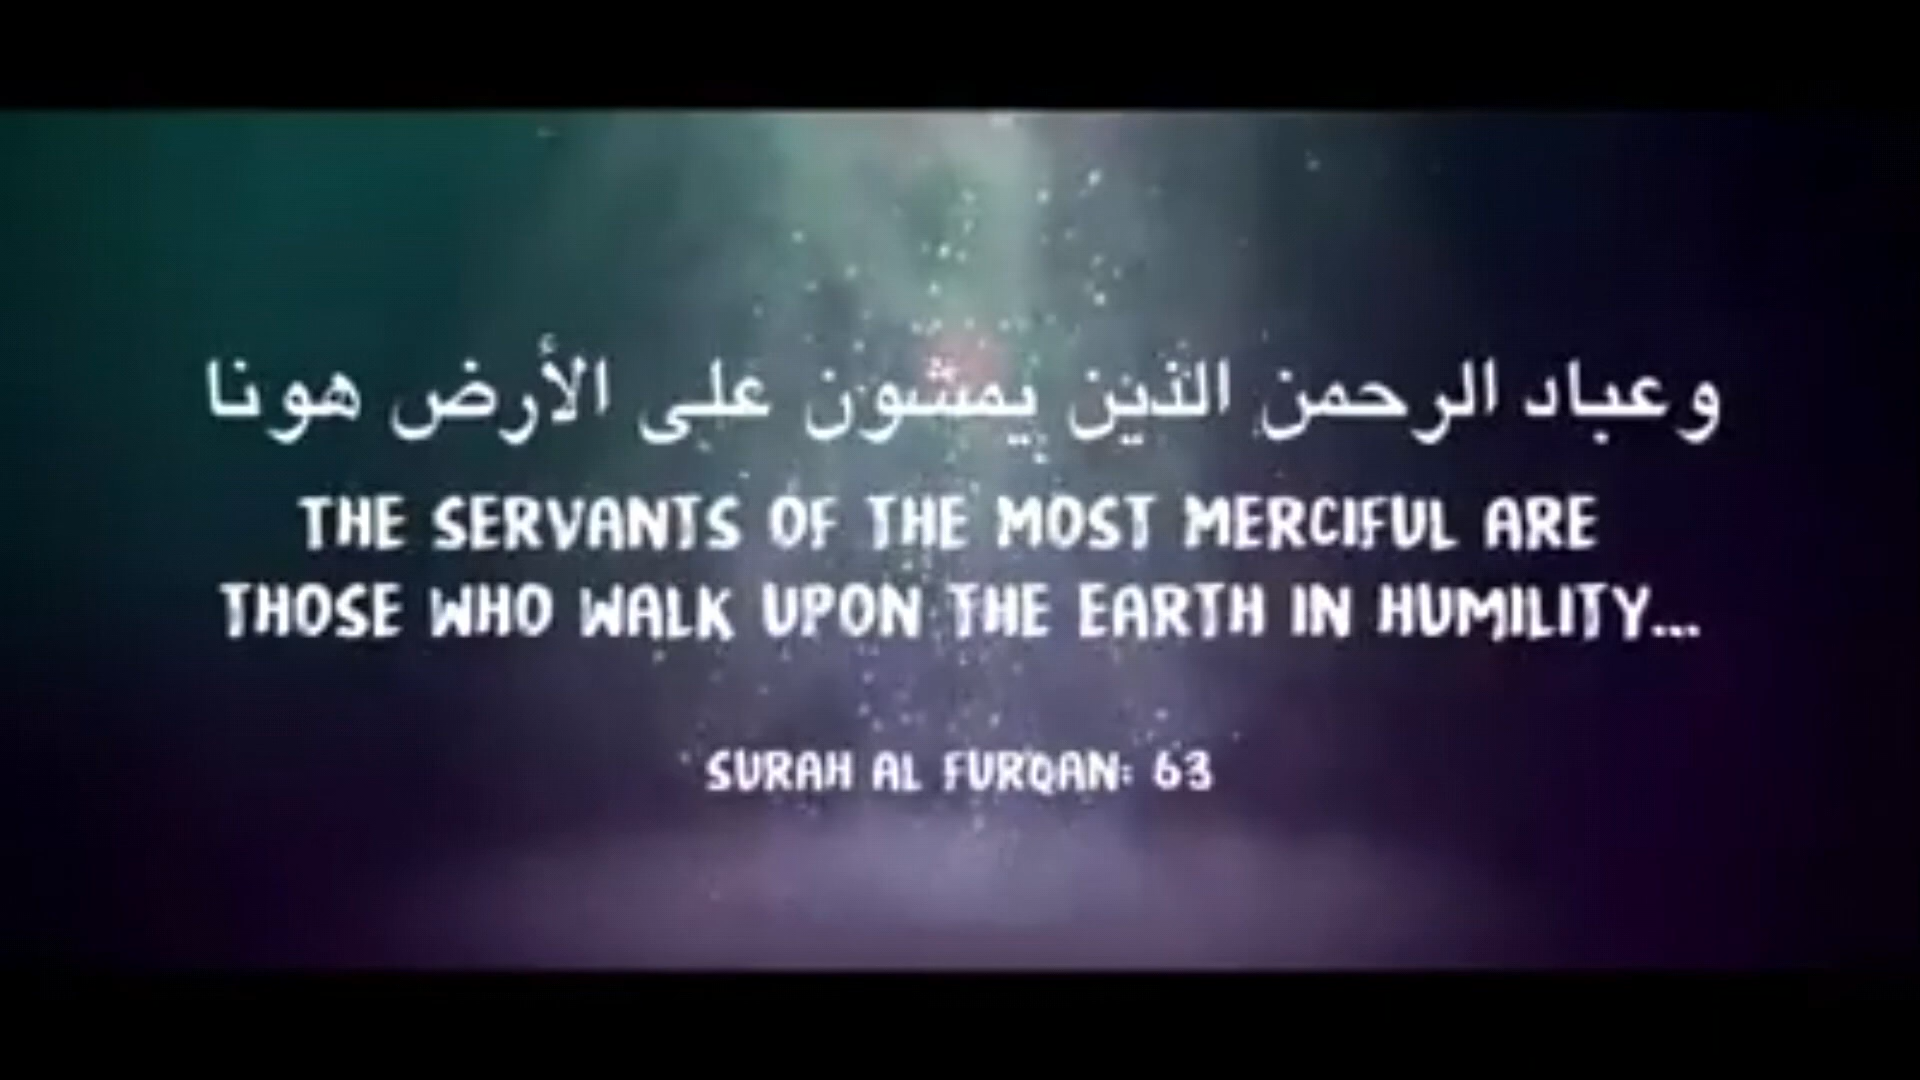 وعباد الرحمن الذين يمشون على الأرض هونا
THE SERVANTS OF THE MOST MERCIFUL ARE
THOSE WHO WALK UPON THE EARTH IN HUMILITY...
SURAH AL FURQAN: 63